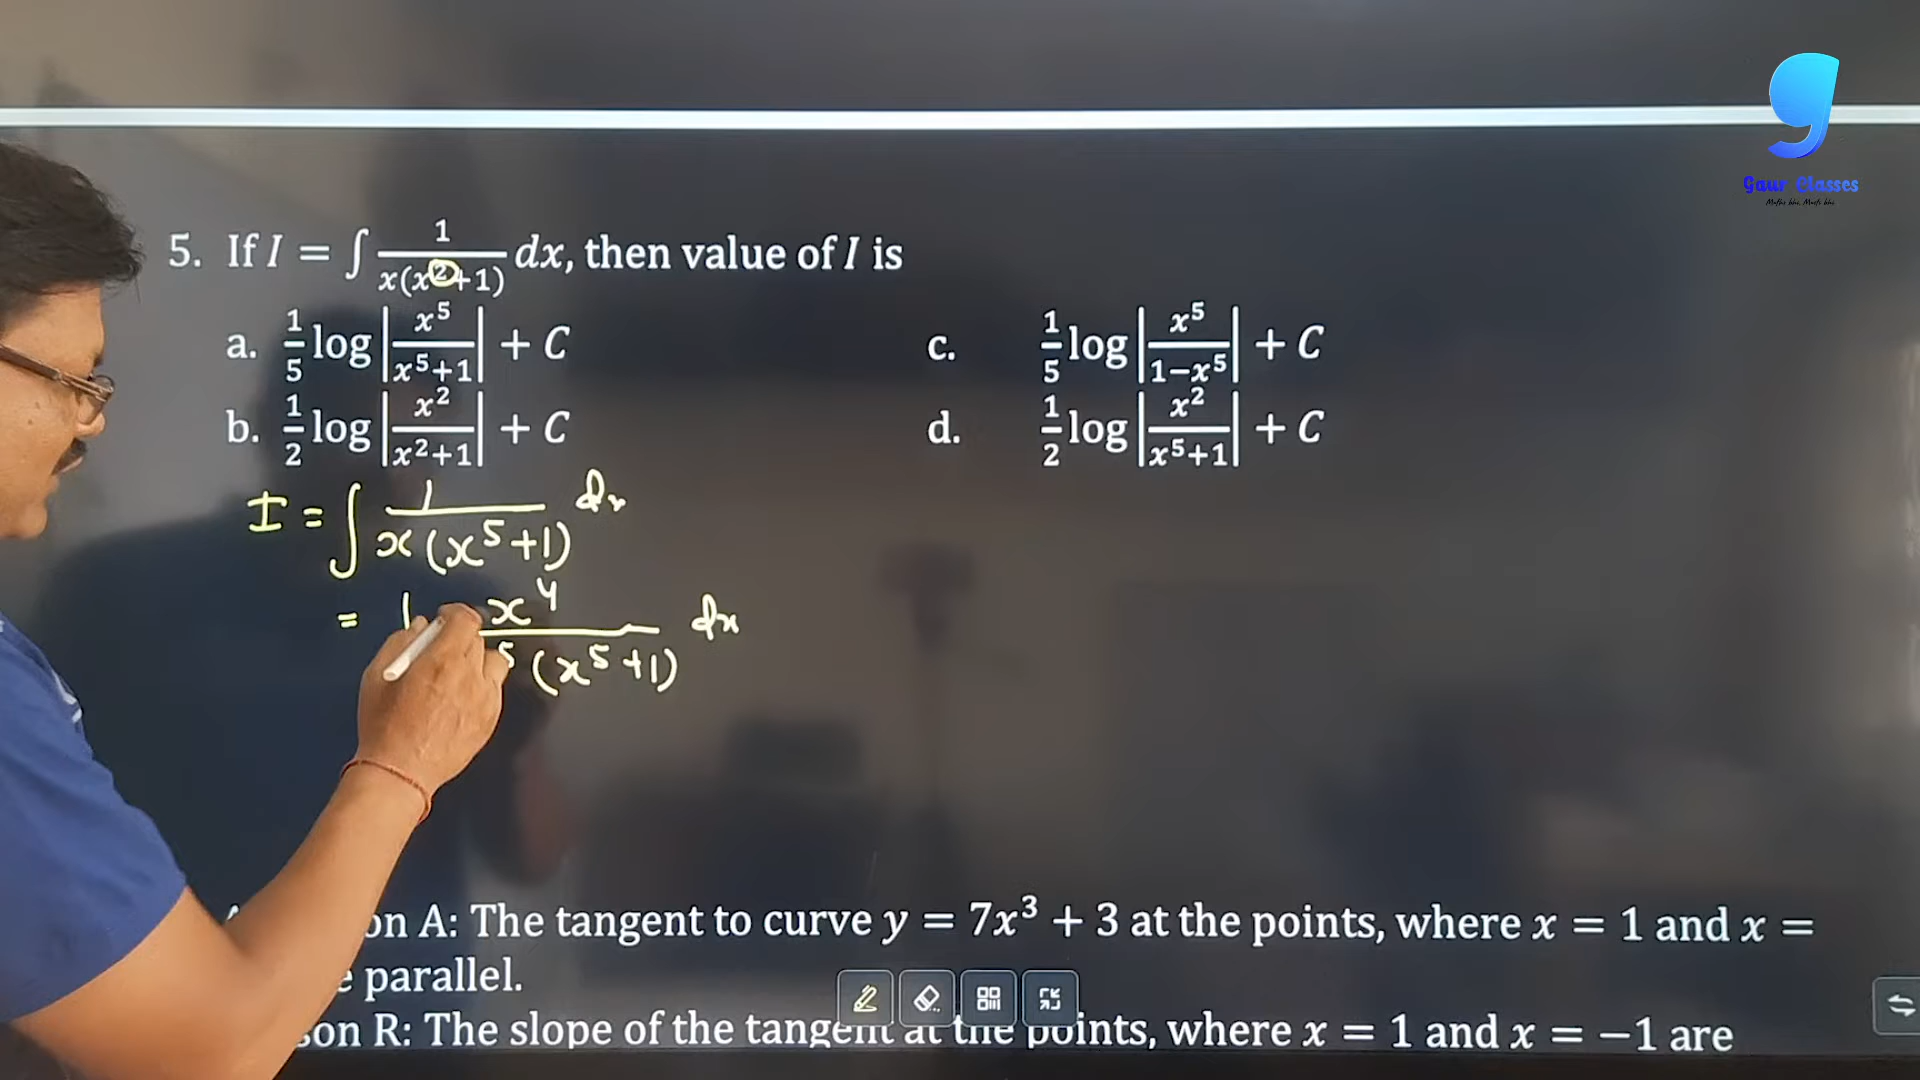 Gaur Classes
5. If I = ∫ 1/(x(x²+1)) dx, then value of I is
a. 1/5 log |x⁵/(x⁵+1)| + C
c. 1/5 log |x⁵/(1−x⁵)| + C
b. 1/2 log |x²/(x²+1)| + C
d. 1/2 log |x²/(x⁵+1)| + C
I = ∫ 1/(x(x⁵+1)) dx
= 1 x⁴/(⁵(x⁵+1)) dx
on A: The tangent to curve y = 7x³ + 3 at the points, where x = 1 and x =
parallel.
son R: The slope of the tangent at the points, where x = 1 and x = −1 are